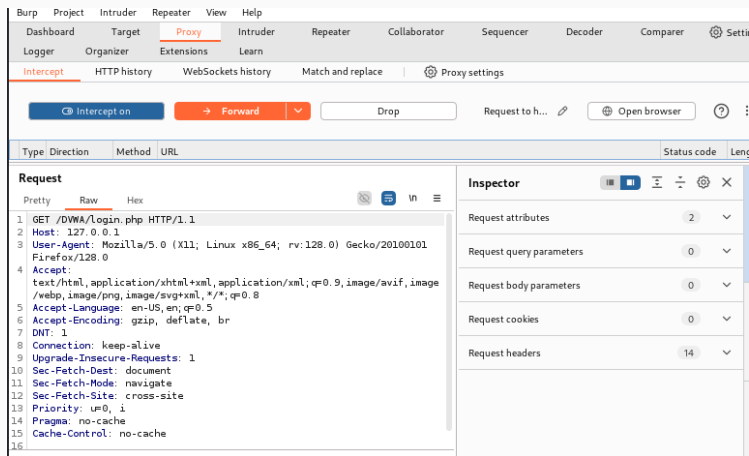 Burp Project Intruder Repeater View Help
Dashboard Target Proxy Intruder Repeater Collaborator Sequencer Decoder Comparer Settin
Logger Organizer Extensions Learn
Intercept HTTP history WebSockets history Match and replace Proxy settings
Intercept on Forward Drop Request to h... Open browser
Type Direction Method URL Status code Leng
Request
Pretty Raw Hex \n
1 GET /DVWA/login.php HTTP/1.1
2 Host: 127.0.0.1
3 User-Agent: Mozilla/5.0 (X11; Linux x86_64; rv:128.0) Gecko/20100101
Firefox/128.0
4 Accept:
text/html,application/xhtml+xml,application/xml;q=0.9,image/avif,image
/webp,image/png,image/svg+xml,*/*;q=0.8
5 Accept-Language: en-US,en;q=0.5
6 Accept-Encoding: gzip, deflate, br
7 DNT: 1
8 Connection: keep-alive
9 Upgrade-Insecure-Requests: 1
10 Sec-Fetch-Dest: document
11 Sec-Fetch-Mode: navigate
12 Sec-Fetch-Site: cross-site
13 Priority: u=0, i
14 Pragma: no-cache
15 Cache-Control: no-cache
16
Inspector
Request attributes 2
Request query parameters 0
Request body parameters 0
Request cookies 0
Request headers 14